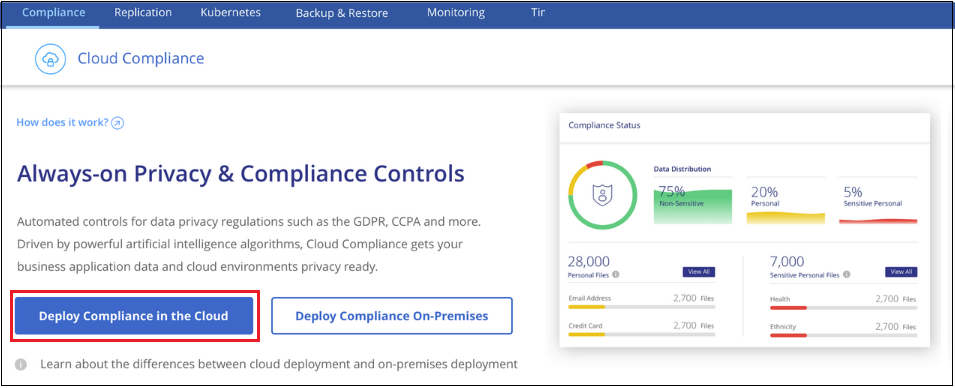 Compliance Replication Kubernetes Backup & Restore Monitoring Tir
Cloud Compliance
How does it work?
Always-on Privacy & Compliance Controls
Automated controls for data privacy regulations such as the GDPR, CCPA and more.
Driven by powerful artificial intelligence algorithms, Cloud Compliance gets your
business application data and cloud environments privacy ready.
Deploy Compliance in the Cloud
Deploy Compliance On-Premises
Learn about the differences between cloud deployment and on-premises deployment
Compliance Status
Data Distribution
75%
Non-Sensitive
20%
Personal
5%
Sensitive Personal
28,000
Personal Files
View All
Email Address 2,700 Files
Credit Card 2,700 Files
7,000
Sensitive Personal Files
View All
Health 2,700 Files
Ethnicity 2,700 Files